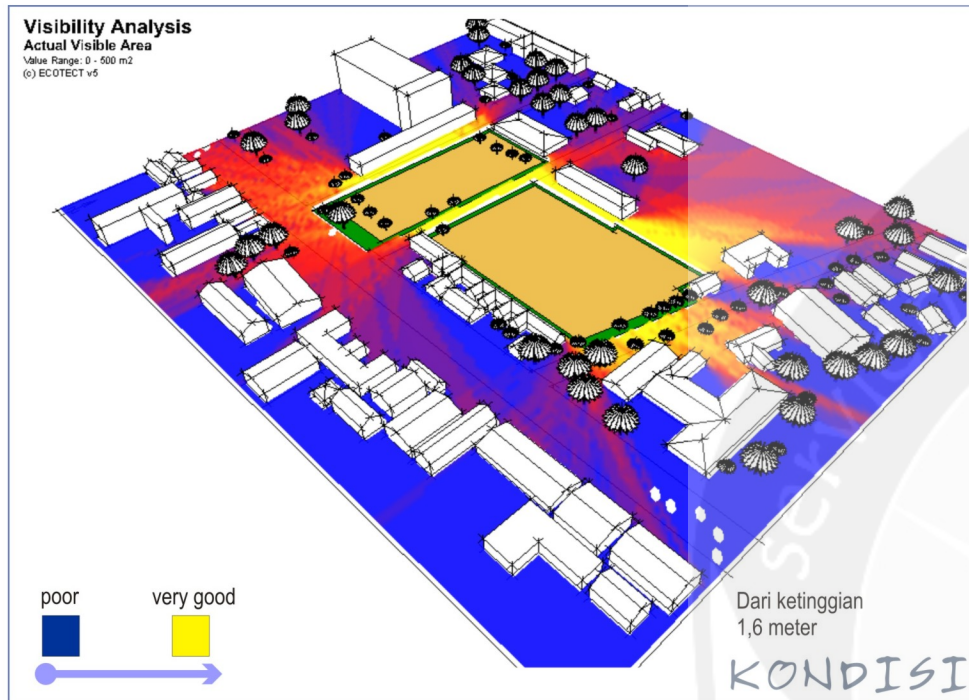 Visibility Analysis
Actual Visible Area
Value Range: 0 - 500 m2
(c) ECOTECT v5
poor
very good
Dari ketinggian
1,6 meter
KONDISI